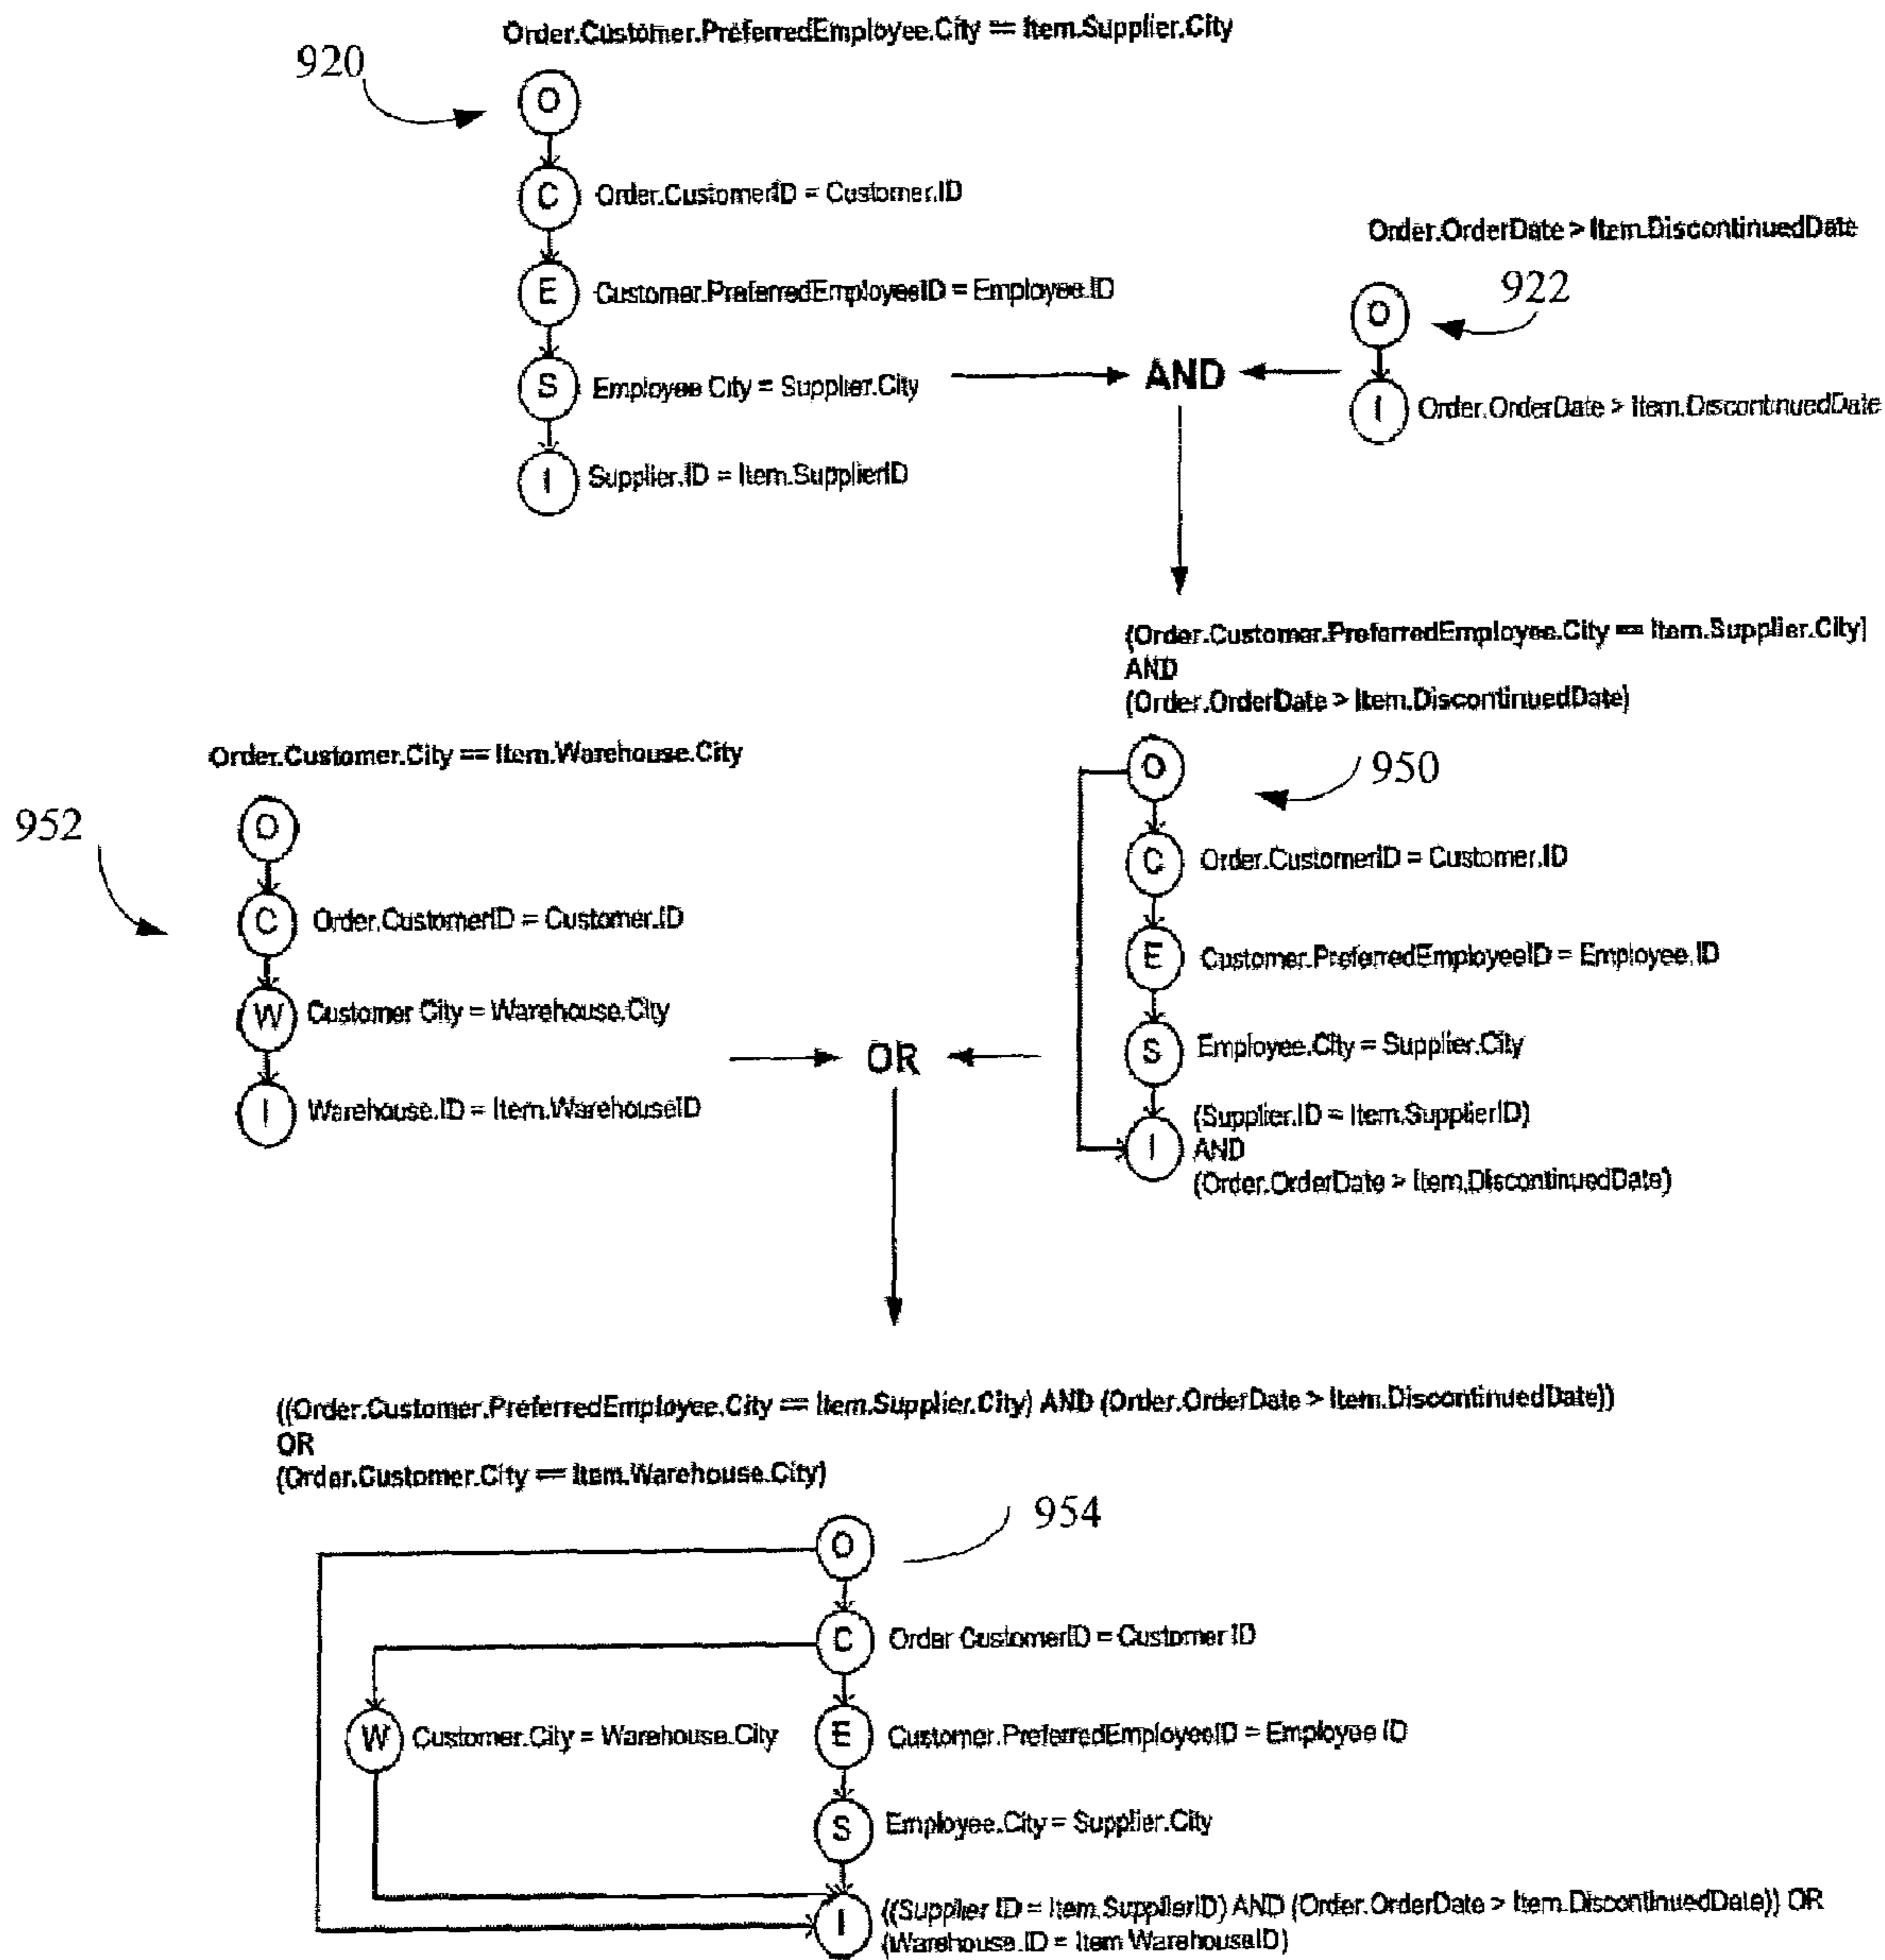 Order.Customer.PreferredEmployee.City == Item.Supplier.City
920
O
C Order.CustomerID = Customer.ID
E Customer.PreferredEmployeeID = Employee.ID
S Employee City = Supplier.City
I Supplier.ID = Item.SupplierID
Order.OrderDate > Item.DiscontinuedDate
922
O
I Order.OrderDate > Item.DiscontinuedDate
AND
(Order.Customer.PreferredEmployee.City == Item.Supplier.City)
AND
(Order.OrderDate > Item.DiscontinuedDate)
950
O
C Order.CustomerID = Customer.ID
E Customer.PreferredEmployeeID = Employee.ID
S Employee.City = Supplier.City
(Supplier.ID = Item.SupplierID)
I AND
(Order.OrderDate > Item.DiscontinuedDate)
Order.Customer.City == Item.Warehouse.City
952
O
C Order.CustomerID = Customer.ID
W Customer City = Warehouse.City
I Warehouse.ID = Item.WarehouseID
OR
((Order.Customer.PreferredEmployee.City == Item.Supplier.City) AND (Order.OrderDate > Item.DiscontinuedDate))
OR
(Order.Customer.City == Item.Warehouse.City)
954
O
C Order CustomerID = Customer ID
W Customer.City = Warehouse.City
E Customer.PreferredEmployeeID = Employee ID
S Employee.City = Supplier.City
I ((Supplier ID = Item.SupplierID) AND (Order.OrderDate > Item.DiscontinuedDate)) OR
(Warehouse.ID = Item WarehouseID)